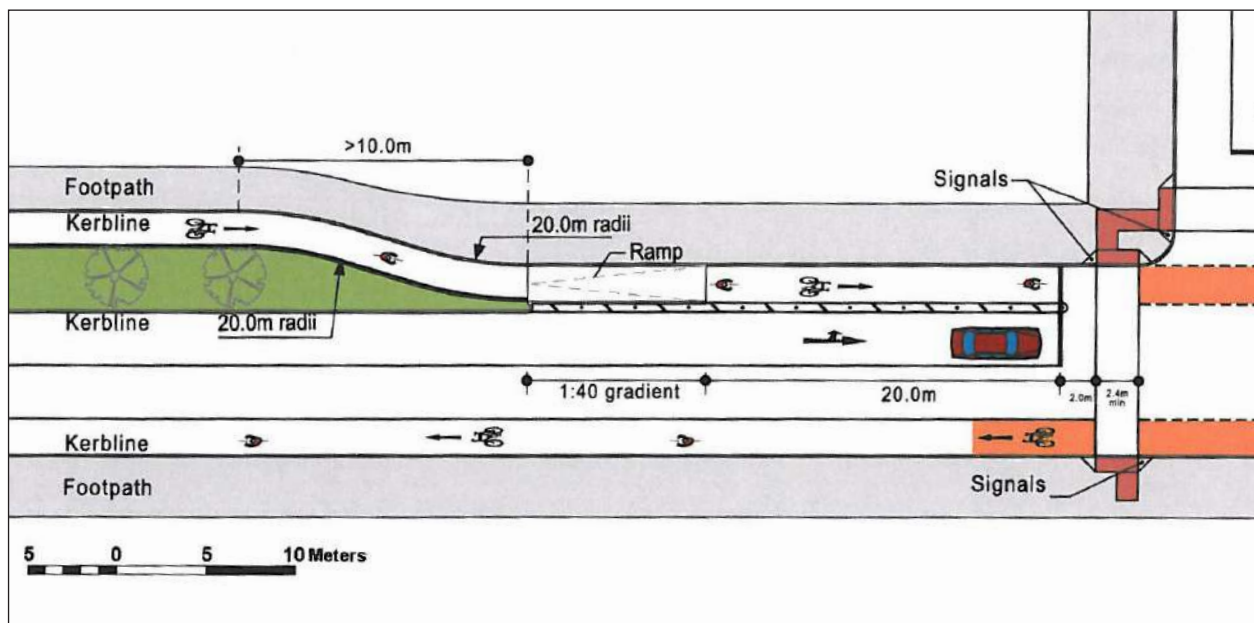 >10.0m
Footpath
Signals
Kerbline
20.0m radii
Ramp
Kerbline
20.0m radii
1:40 gradient
20.0m
2.0m
2.4m
min
Kerbline
Footpath
Signals
5 0 5 10 Meters